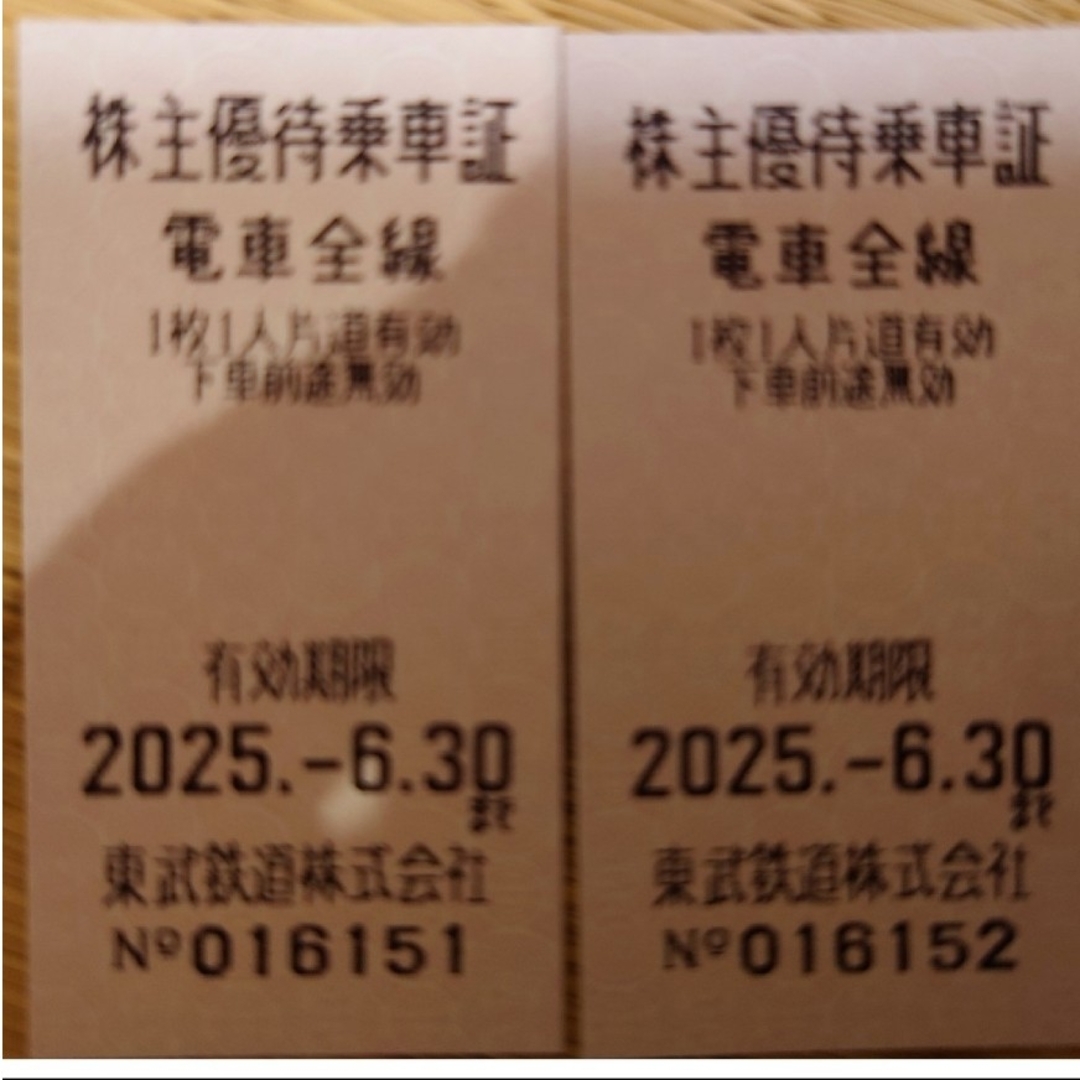 株主優待乗車証
電車全線
1枚1人片道有効
下車前途無効
有効期限
2025.-6.30
まで
東武鉄道株式会社
Nº016151
株主優待乗車証
電車全線
1枚1人片道有効
下車前途無効
有効期限
2025.-6.30
まで
東武鉄道株式会社
Nº016152